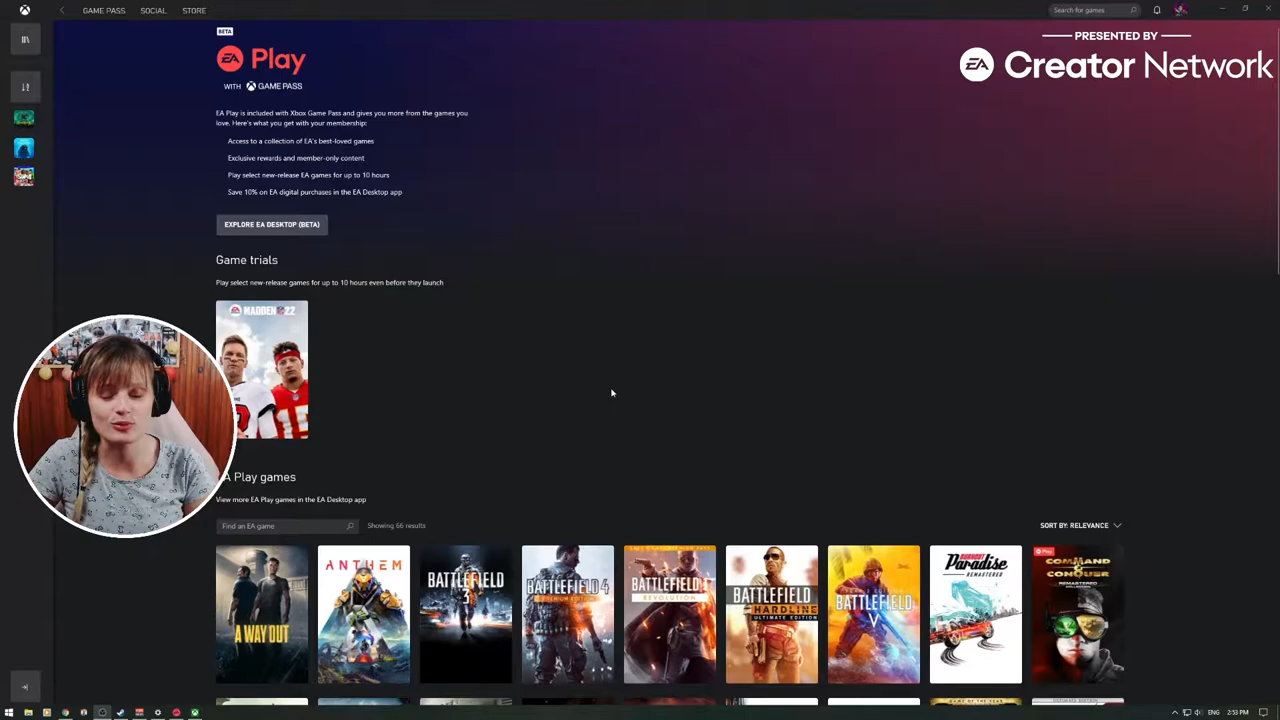 GAME PASS SOCIAL STORE
Search for games
BETA
EA Play
WITH GAME PASS
PRESENTED BY
EA Creator Network
EA Play is included with Xbox Game Pass and gives you more from the games you
love. Here's what you get with your membership:
Access to a collection of EA's best-loved games
Exclusive rewards and member-only content
Play select new-release EA games for up to 10 hours
Save 10% on EA digital purchases in the EA Desktop app
EXPLORE EA DESKTOP (BETA)
Game trials
Play select new-release games for up to 10 hours even before they launch
EA MADDEN 22
A Play games
View more EA Play games in the EA Desktop app
Find an EA game
Showing 66 results
SORT BY: RELEVANCE
A WAY OUT
ANTHEM
BATTLEFIELD
3
BATTLEFIELD 4
PREMIUM EDITION
BATTLEFIELD 1
REVOLUTION
BATTLEFIELD
HARDLINE
ULTIMATE EDITION
BATTLEFIELD
V
BURNOUT
Paradise
REMASTERED
Play
COMMAND
&
CONQUER
REMASTERED
COLLECTION
ENG 2:53 PM